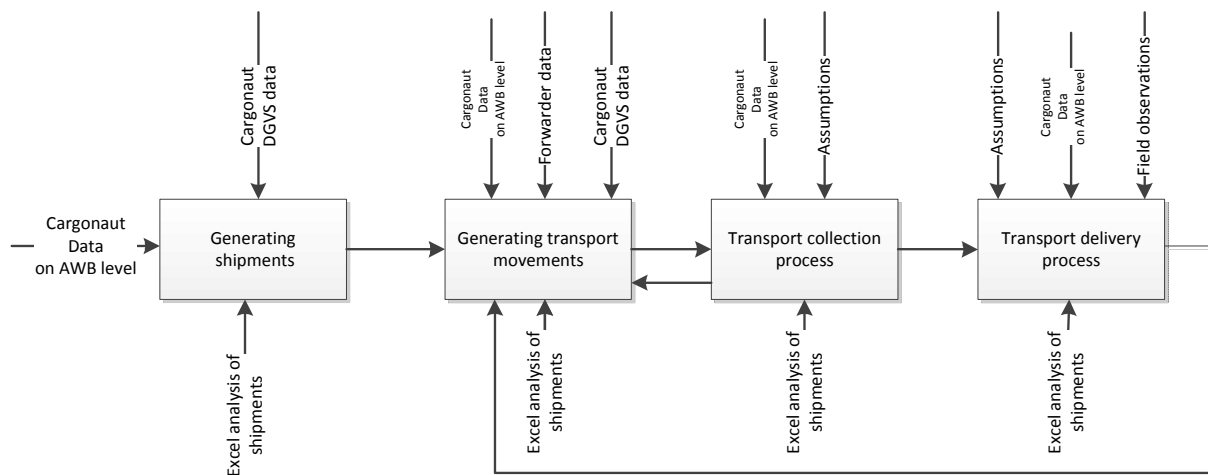 Cargonaut
DGVS data
Cargonaut
Data
on AWB level
Forwarder data
Cargonaut
DGVS data
Cargonaut
Data
on AWB level
Assumptions
Assumptions
Cargonaut
Data
on AWB level
Field observations
Cargonaut
Data
on AWB level
Generating
shipments
Generating transport
movements
Transport collection
process
Transport delivery
process
Excel analysis of
shipments
Excel analysis of
shipments
Excel analysis of
shipments
Excel analysis of
shipments